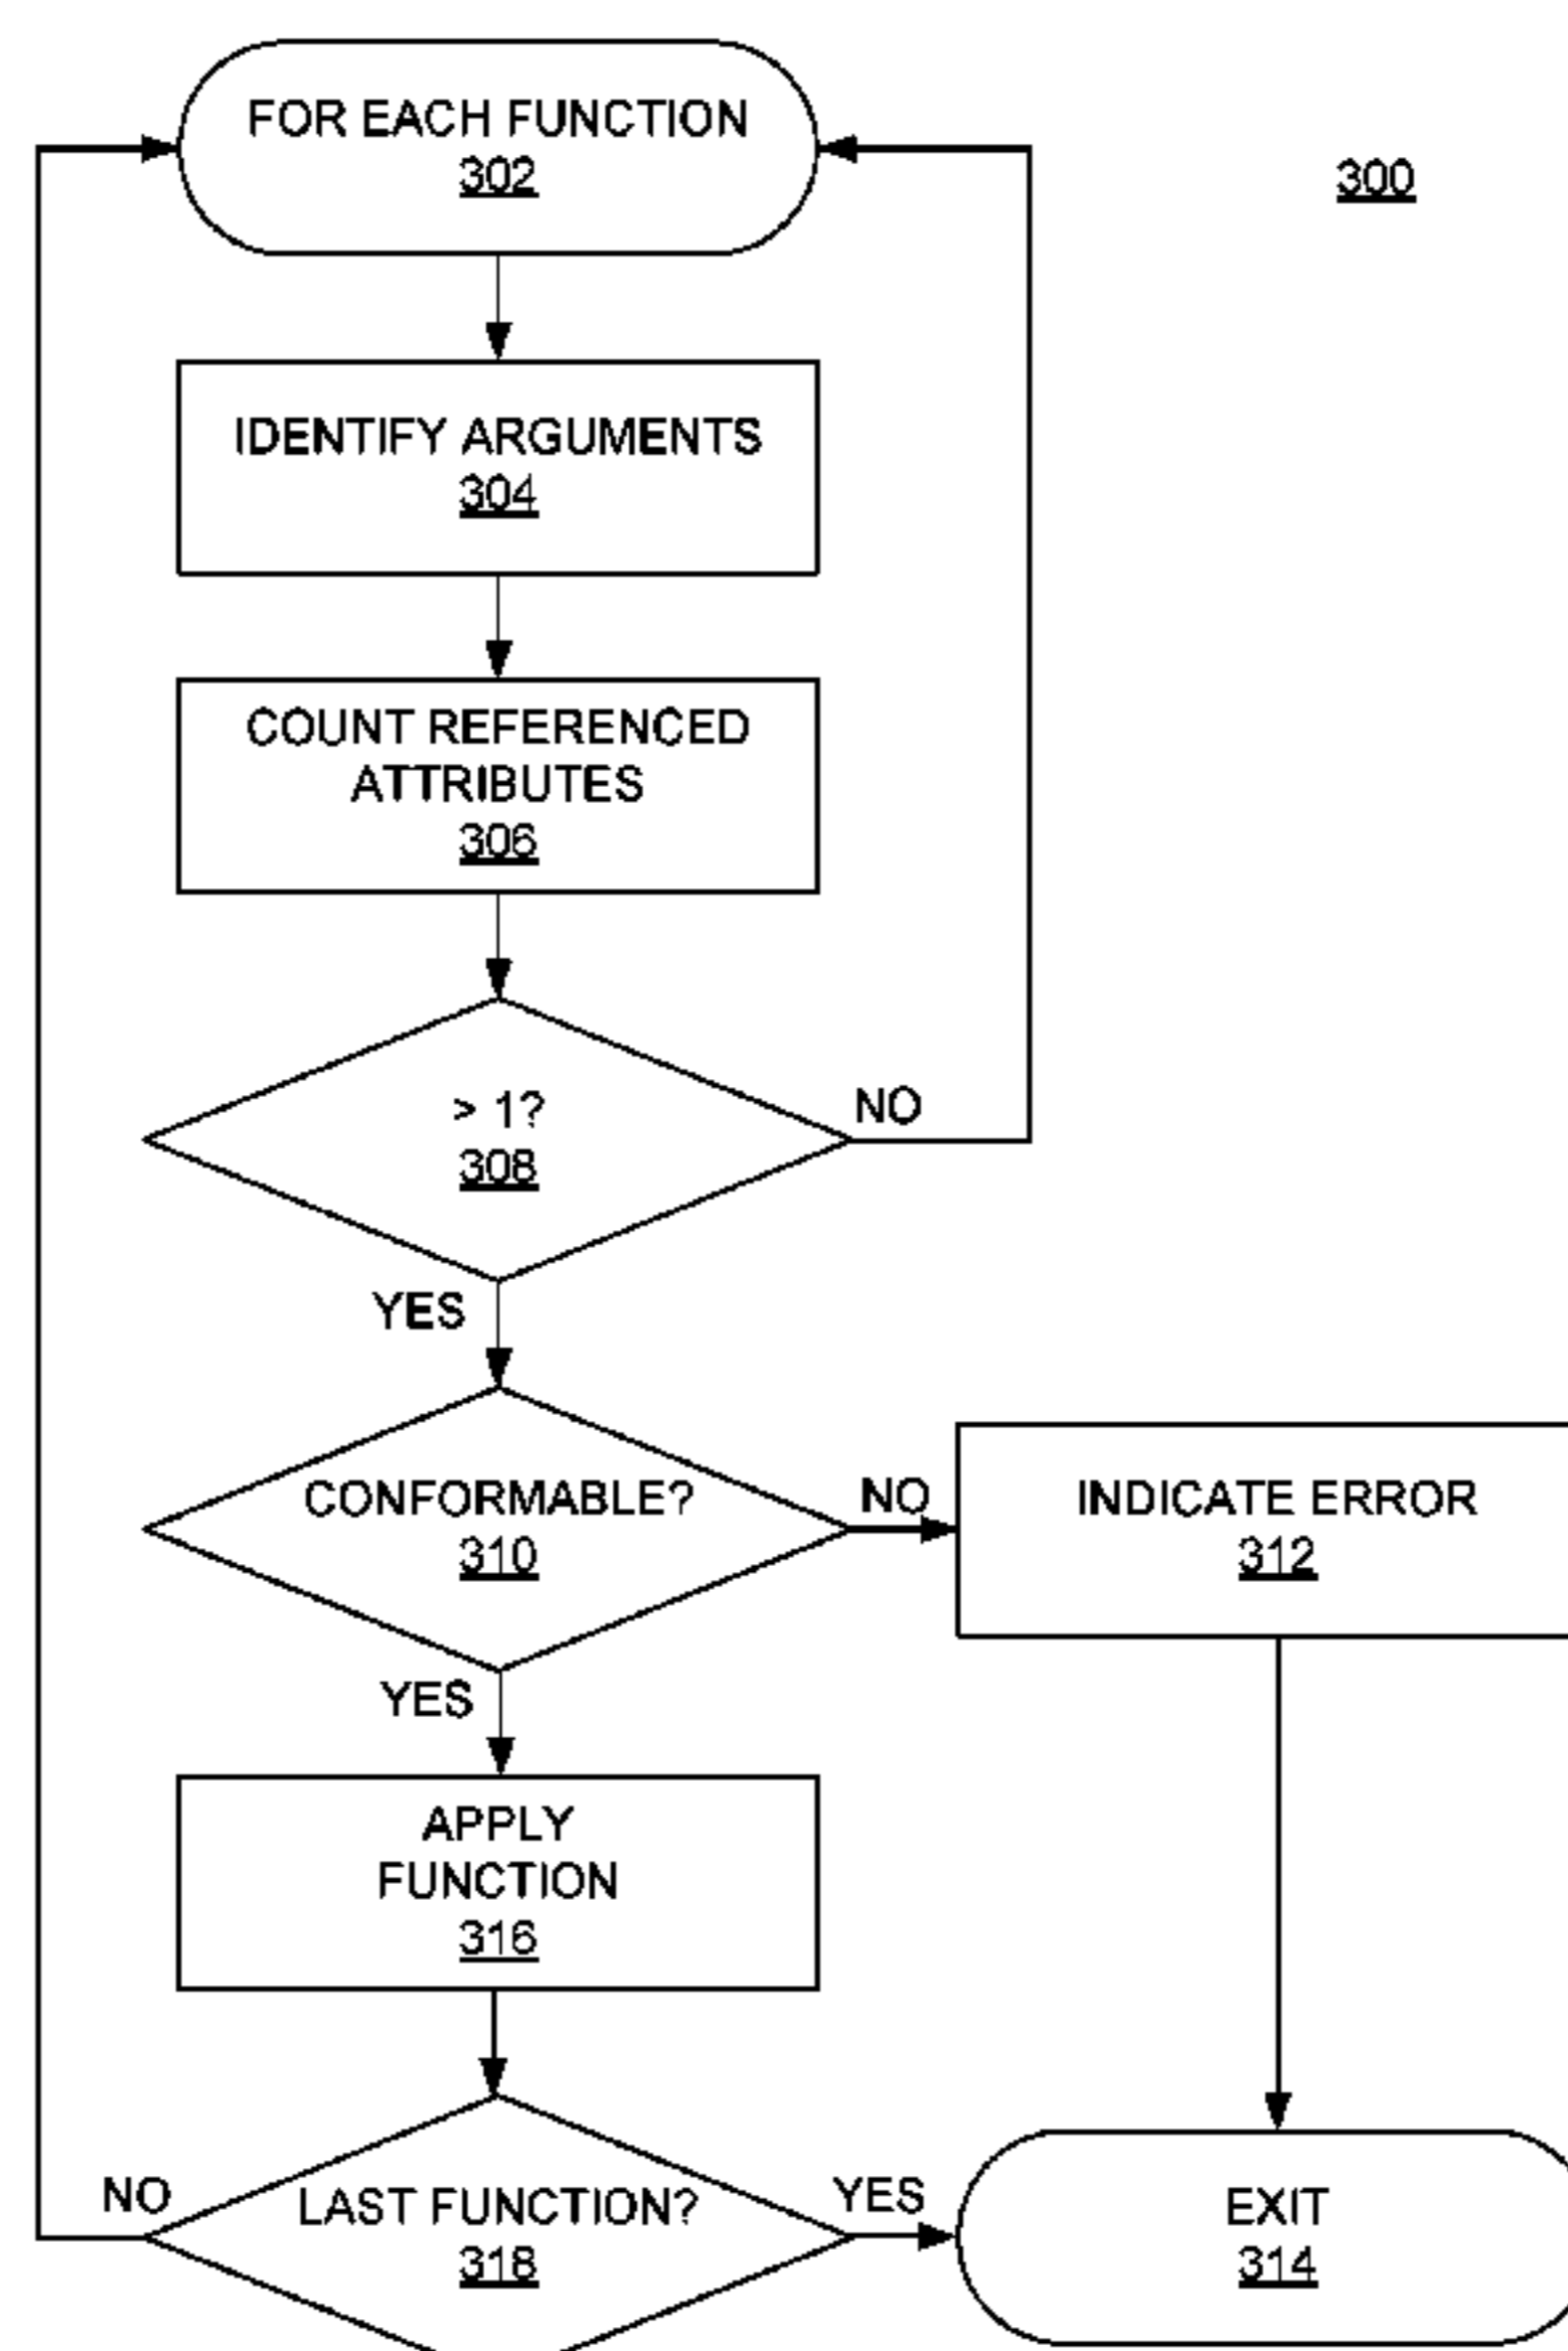 FOR EACH FUNCTION
302
300
IDENTIFY ARGUMENTS
304
COUNT REFERENCED
ATTRIBUTES
306
> 1?
308
NO
YES
CONFORMABLE?
310
NO
INDICATE ERROR
312
YES
APPLY
FUNCTION
316
NO
LAST FUNCTION?
318
YES
EXIT
314